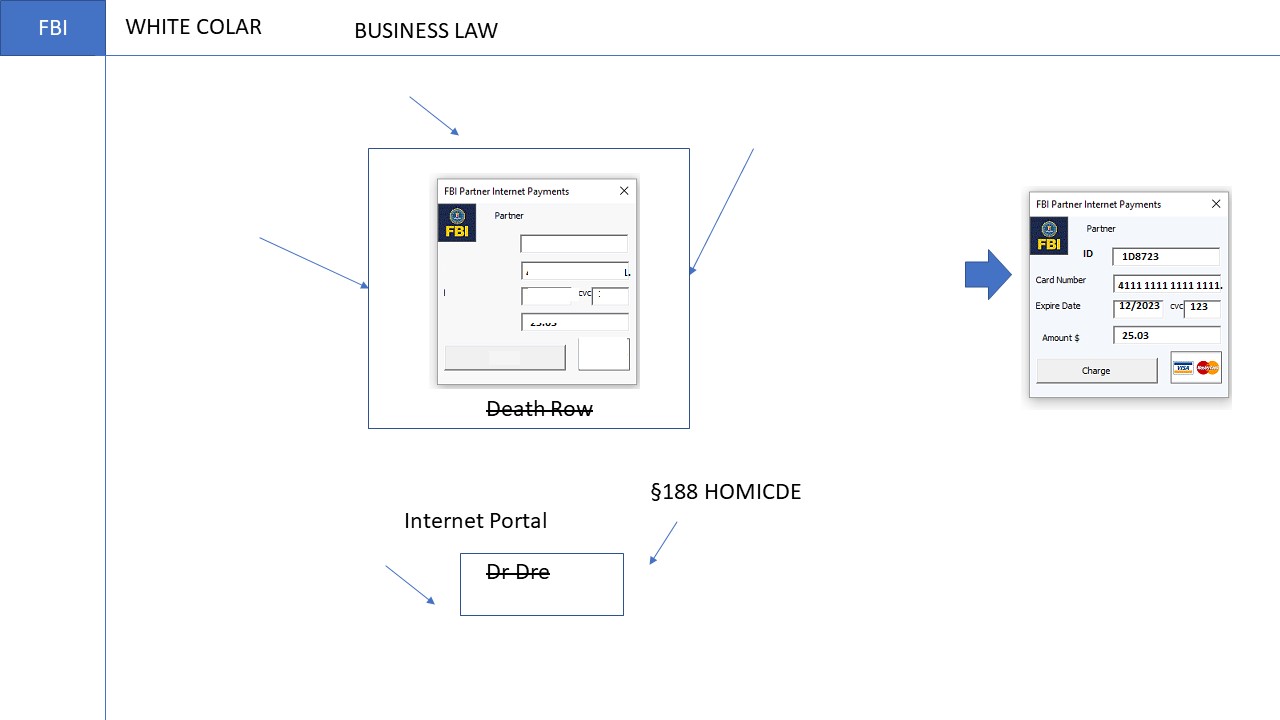 FBI
WHITE COLAR
BUSINESS LAW
FBI Partner Internet Payments
FBI
Partner
cvc
25.03
Death Row
FBI Partner Internet Payments
FBI
Partner
ID 1D8723
Card Number 4111 1111 1111 1111.
Expire Date 12/2023 cvc 123
Amount $ 25.03
Charge VISA MasterCard
§188 HOMICDE
Internet Portal
Dr Dre